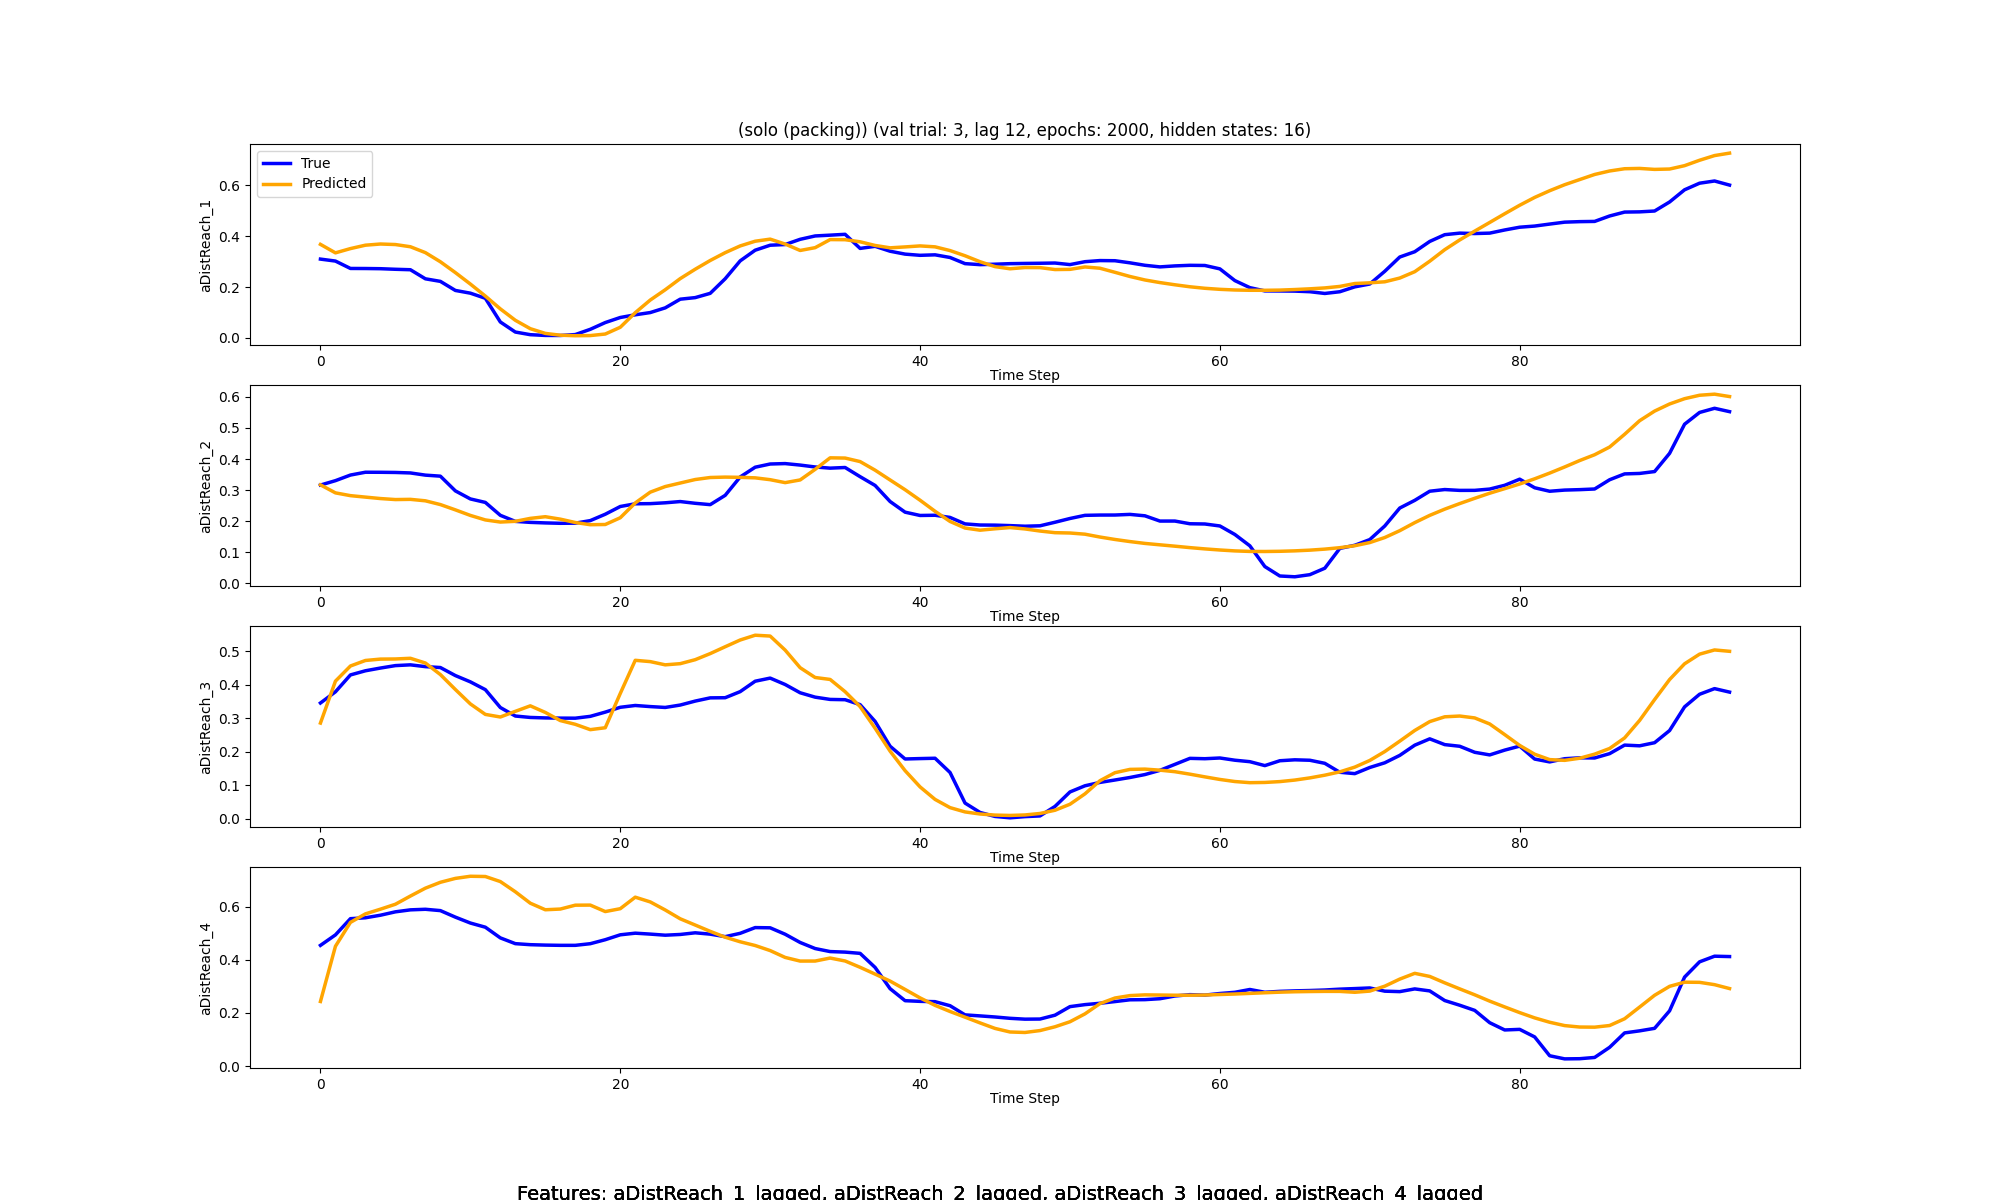 (solo (packing)) (val trial: 3, lag 12, epochs: 2000, hidden states: 16)
True
Predicted
aDistReach_1
0.6
0.4
0.2
0.0
0 20 40 60 80
Time Step
aDistReach_2
0.6
0.5
0.4
0.3
0.2
0.1
0.0
0 20 40 60 80
Time Step
aDistReach_3
0.5
0.4
0.3
0.2
0.1
0.0
0 20 40 60 80
Time Step
aDistReach_4
0.6
0.4
0.2
0.0
0 20 40 60 80
Time Step
Features: aDistReach_1_lagged, aDistReach_2_lagged, aDistReach_3_lagged, aDistReach_4_lagged